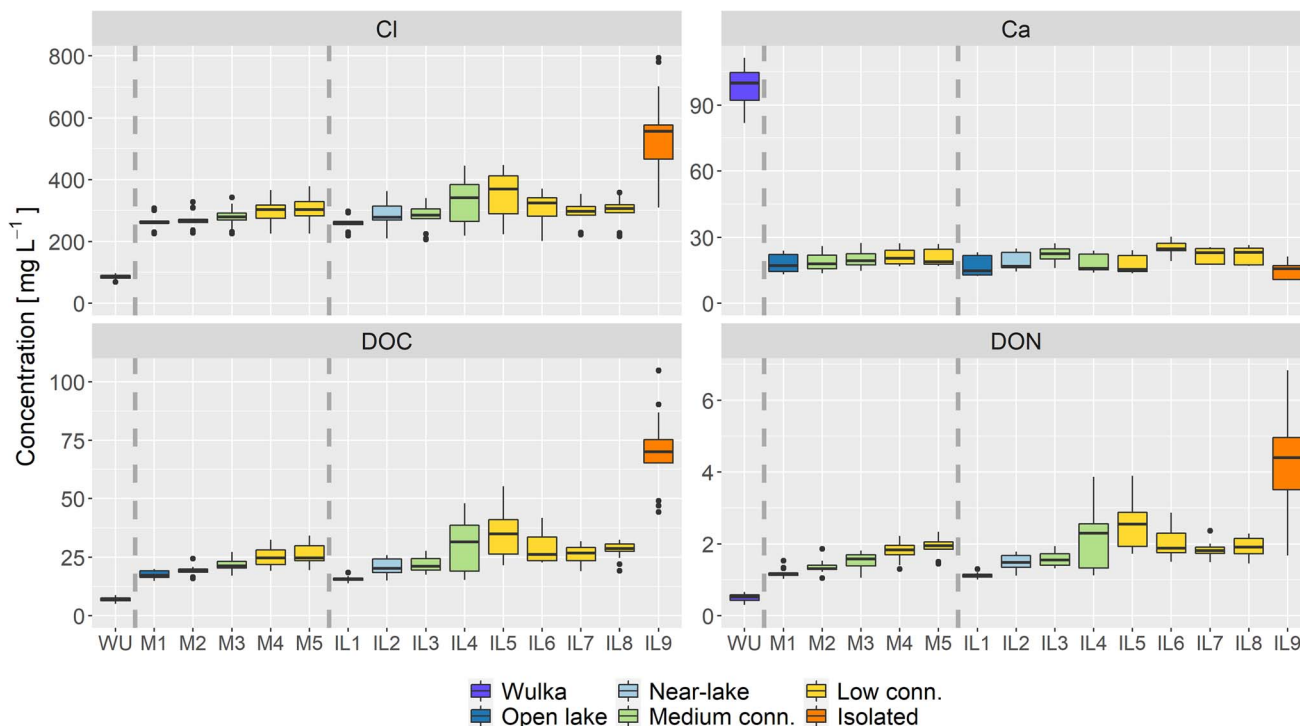 Cl
Ca
Concentration [ mg L⁻¹ ]
800
600
400
200
0
90
60
30
0
DOC
DON
100
75
50
25
0
6
4
2
0
WU M1 M2 M3 M4 M5 IL1 IL2 IL3 IL4 IL5 IL6 IL7 IL8 IL9
WU M1 M2 M3 M4 M5 IL1 IL2 IL3 IL4 IL5 IL6 IL7 IL8 IL9
Wulka Near-lake Low conn.
Open lake Medium conn. Isolated